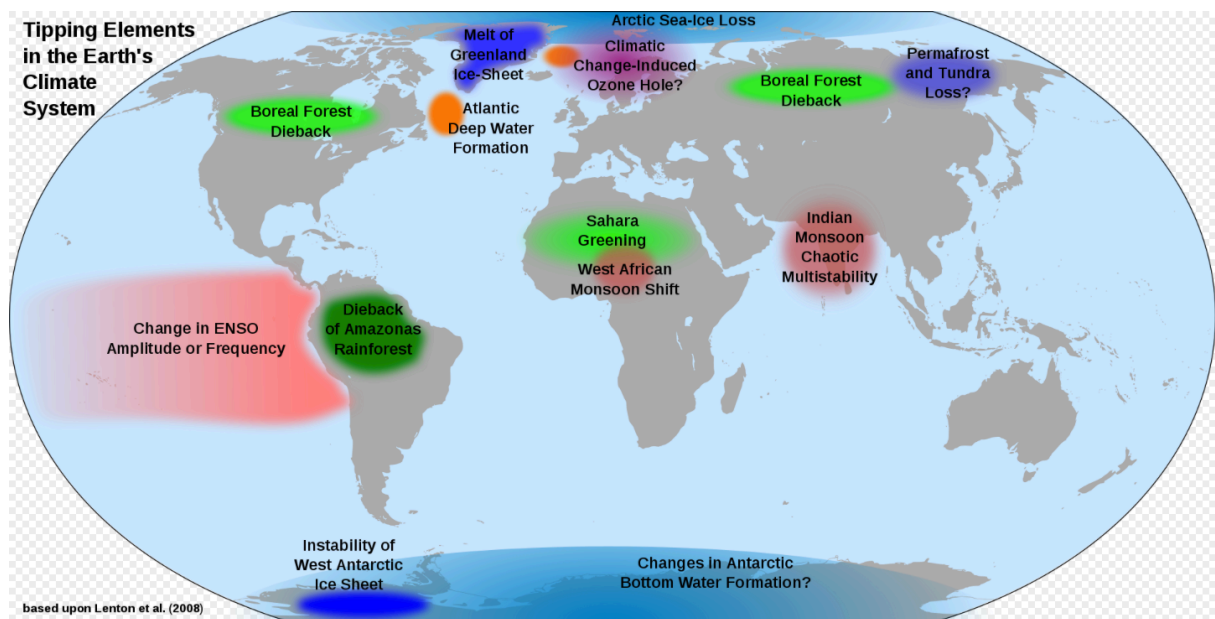 Tipping Elements
in the Earth's
Climate
System
Arctic Sea-ice Loss
Melt of
Greenland
Ice-Sheet
Climatic
Change-Induced
Ozone Hole?
Permafrost
and Tundra
Loss?
Boreal Forest
Dieback
Boreal Forest
Dieback
Atlantic
Deep Water
Formation
Sahara
Greening
West African
Monsoon Shift
Indian
Monsoon
Chaotic
Multistability
Change in ENSO
Amplitude or Frequency
Dieback
of Amazonas
Rainforest
Instability of
West Antarctic
Ice Sheet
Changes in Antarctic
Bottom Water Formation?
based upon Lenton et al. (2008)